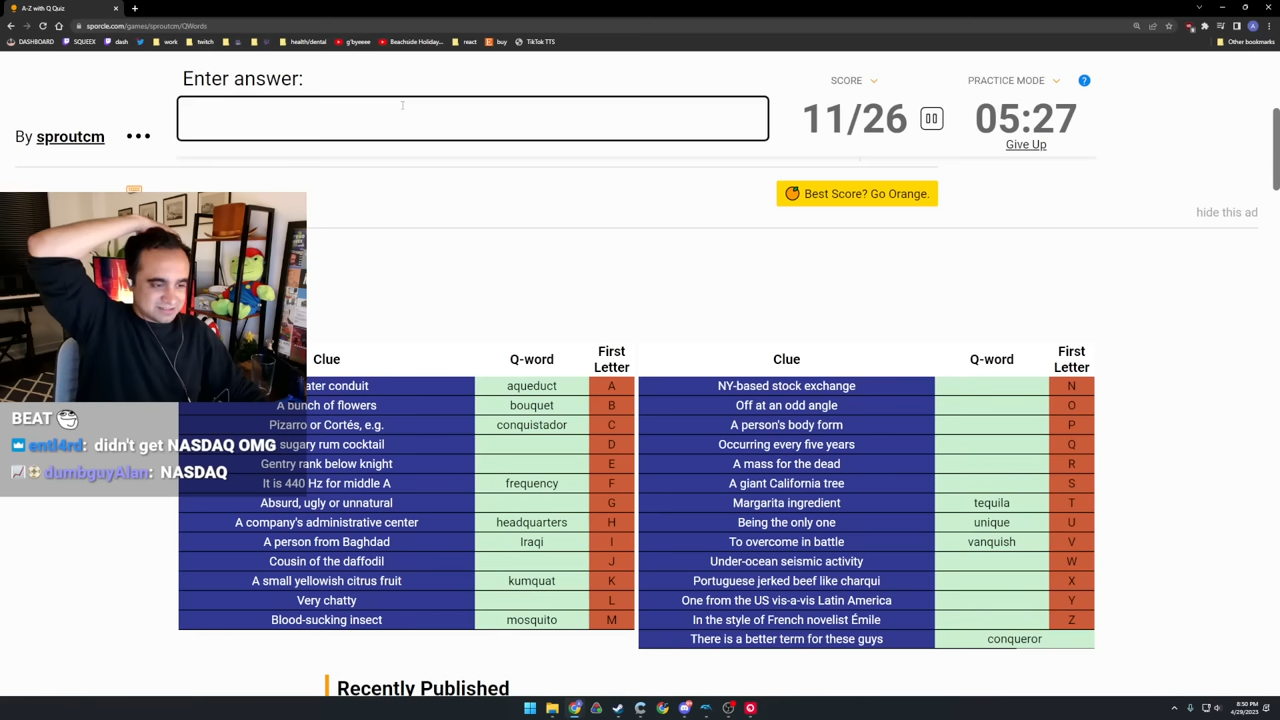 A-Z with Q Quiz
sporcle.com/games/sproutcm/QWords
DASHBOARD SQUEEX dash work twitch health/dental g'byeeee Beachside Holiday... react buy TikTok TTS Other bookmarks
Enter answer:
SCORE
PRACTICE MODE
?
11/26
05:27
Give Up
By sproutcm
Best Score? Go Orange.
hide this ad
Clue Q-word First Letter
ater conduit aqueduct A
A bunch of flowers bouquet B
Pizarro or Cortés, e.g. conquistador C
sugary rum cocktail D
Gentry rank below knight E
It is 440 Hz for middle A frequency F
Absurd, ugly or unnatural G
A company's administrative center headquarters H
A person from Baghdad Iraqi I
Cousin of the daffodil J
A small yellowish citrus fruit kumquat K
Very chatty L
Blood-sucking insect mosquito M
Clue Q-word First Letter
NY-based stock exchange N
Off at an odd angle O
A person's body form P
Occurring every five years Q
A mass for the dead R
A giant California tree S
Margarita ingredient tequila T
Being the only one unique U
To overcome in battle vanquish V
Under-ocean seismic activity W
Portuguese jerked beef like charqui X
One from the US vis-a-vis Latin America Y
In the style of French novelist Émile Z
There is a better term for these guys conqueror
BEAT
entl4rd: didn't get NASDAQ OMG
dumbguyAlan: NASDAQ
Recently Published
8:50 PM
4/29/2023